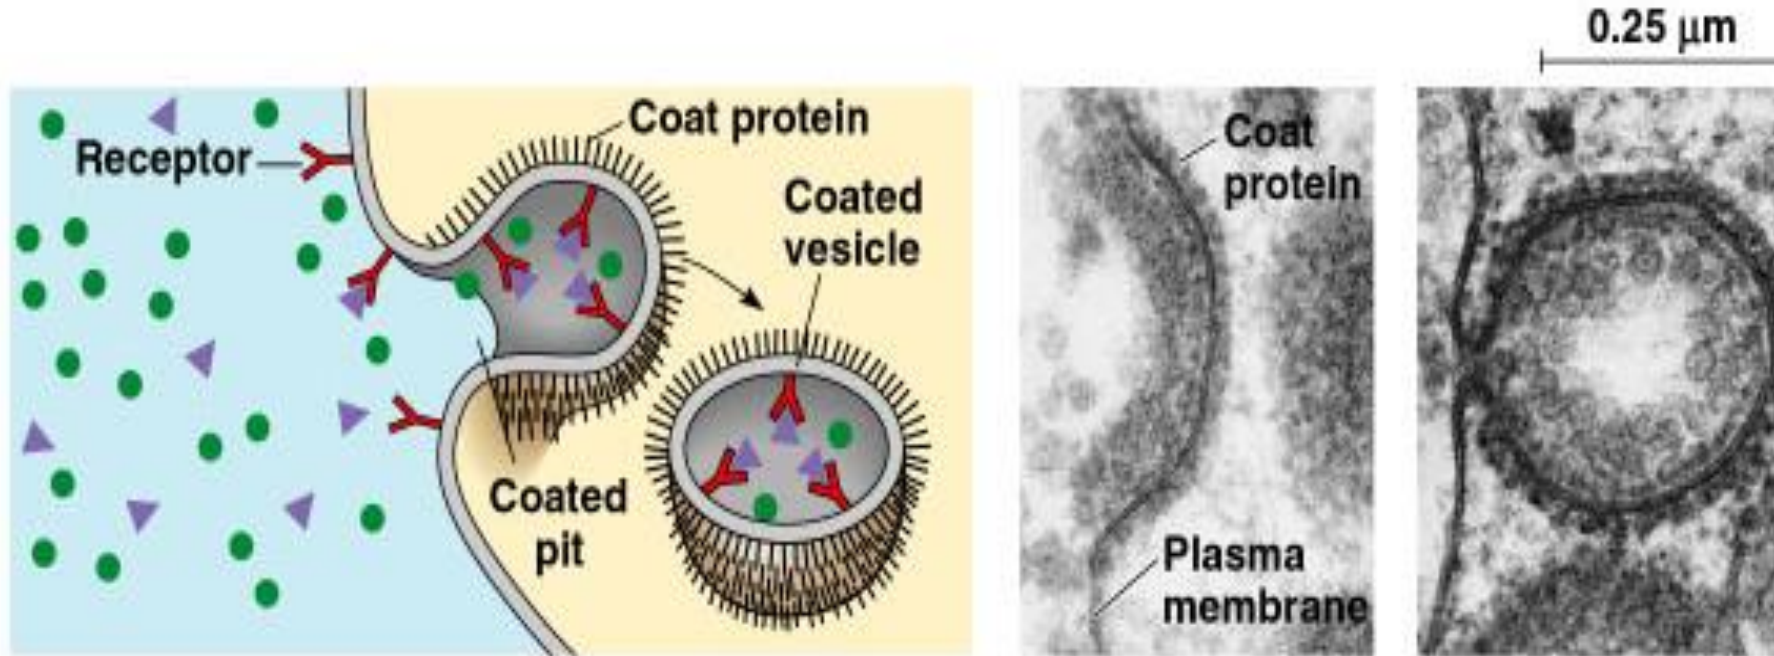 0.25 µm
Coat protein
Receptor
Coated
vesicle
Coated
pit
Coat
protein
Plasma
membrane